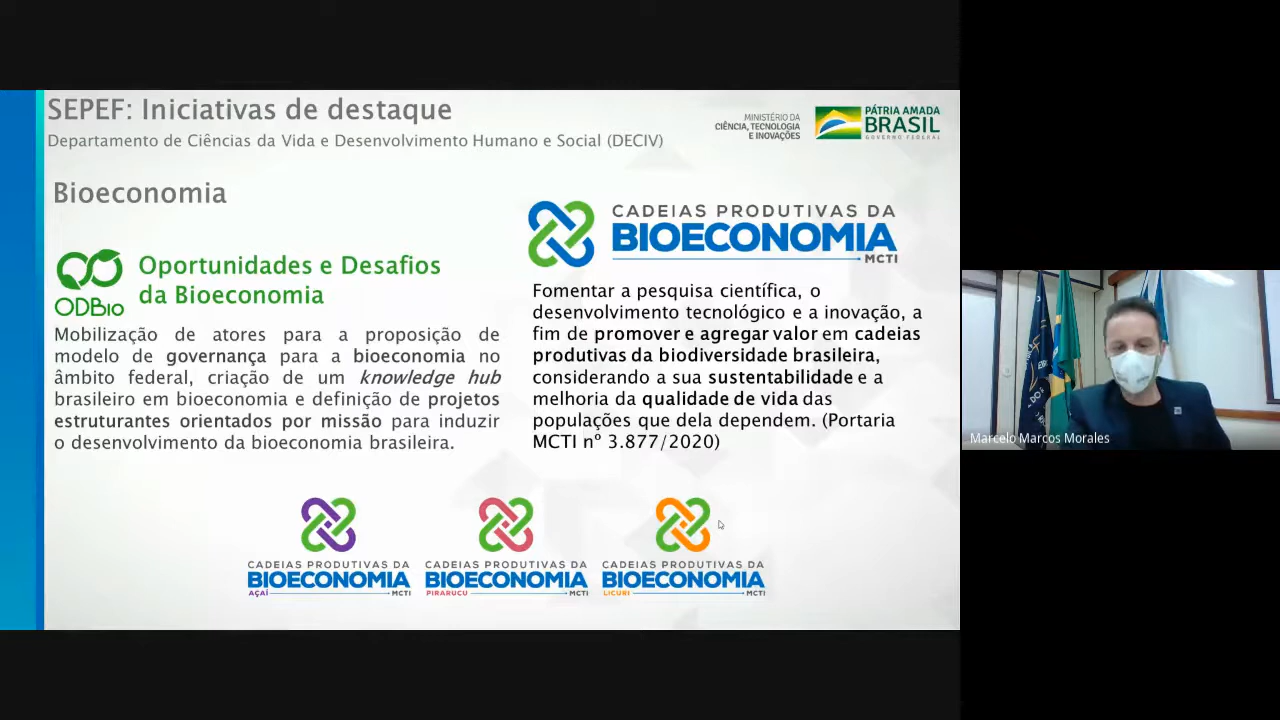 SEPEF: Iniciativas de destaque
Departamento de Ciências da Vida e Desenvolvimento Humano e Social (DECIV)
MINISTÉRIO DA
CIÊNCIA, TECNOLOGIA
E INOVAÇÕES
PÁTRIA AMADA
BRASIL
GOVERNO FEDERAL
Bioeconomia
ODBio
Oportunidades e Desafios
da Bioeconomia
Mobilização de atores para a proposição de
modelo de governança para a bioeconomia no
âmbito federal, criação de um knowledge hub
brasileiro em bioeconomia e definição de projetos
estruturantes orientados por missão para induzir
o desenvolvimento da bioeconomia brasileira.
CADEIAS PRODUTIVAS DA
BIOECONOMIA
MCTI
Fomentar a pesquisa científica, o
desenvolvimento tecnológico e a inovação, a
fim de promover e agregar valor em cadeias
produtivas da biodiversidade brasileira,
considerando a sua sustentabilidade e a
melhoria da qualidade de vida das
populações que dela dependem. (Portaria
MCTI nº 3.877/2020)
CADEIAS PRODUTIVAS DA
BIOECONOMIA
AÇAÍ MCTI
CADEIAS PRODUTIVAS DA
BIOECONOMIA
PIRARUCU MCTI
CADEIAS PRODUTIVAS DA
BIOECONOMIA
LICURI MCTI
Marcelo Marcos Morales